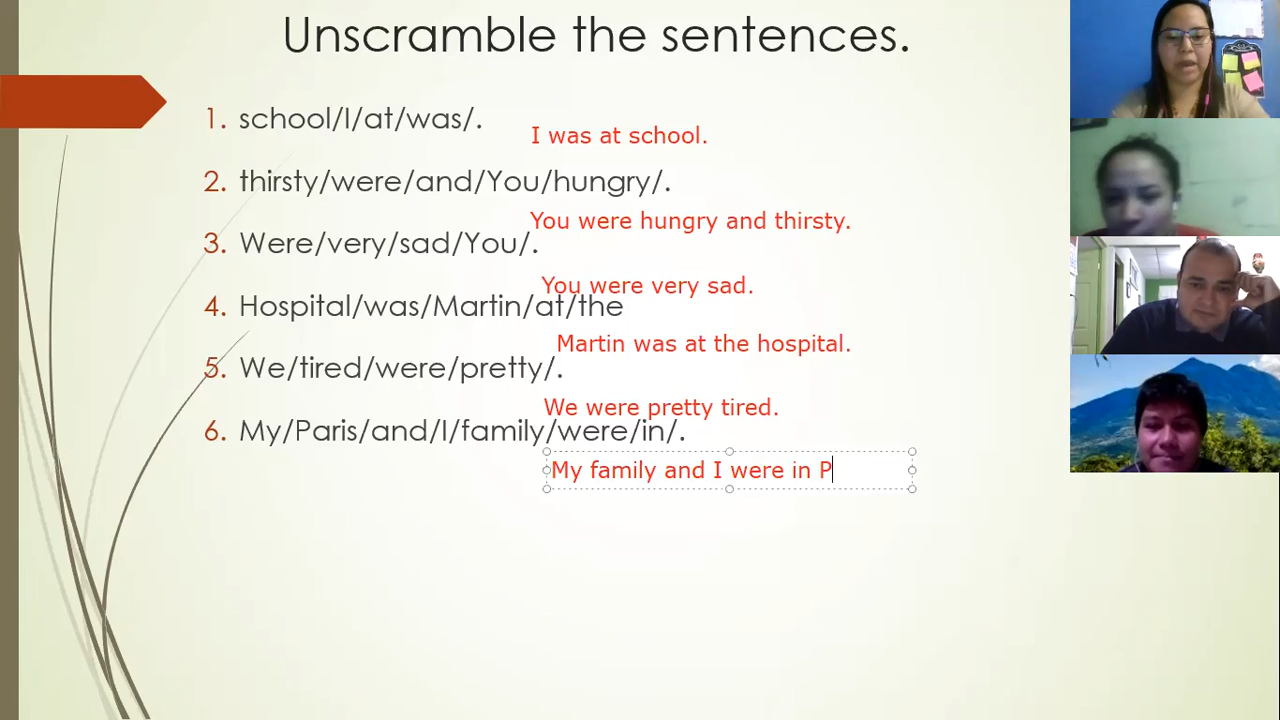 Unscramble the sentences.
1. school/I/at/was/.
I was at school.
2. thirsty/were/and/You/hungry/.
You were hungry and thirsty.
3. Were/very/sad/You/.
You were very sad.
4. Hospital/was/Martin/at/the
Martin was at the hospital.
5. We/tired/were/pretty/.
We were pretty tired.
6. My/Paris/and/I/family/were/in/.
My family and I were in P